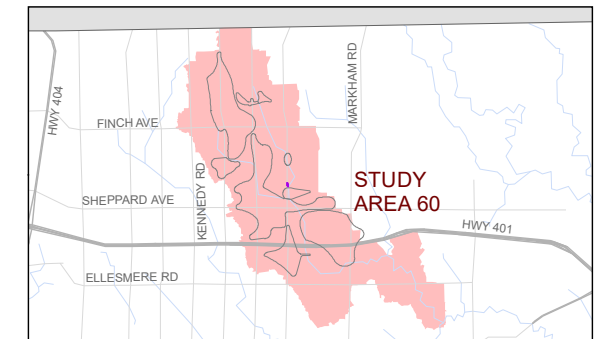 HWY 404
MARKHAM RD
FINCH AVE
KENNEDY RD
STUDY
AREA 60
SHEPPARD AVE
HWY 401
ELLESMERE RD